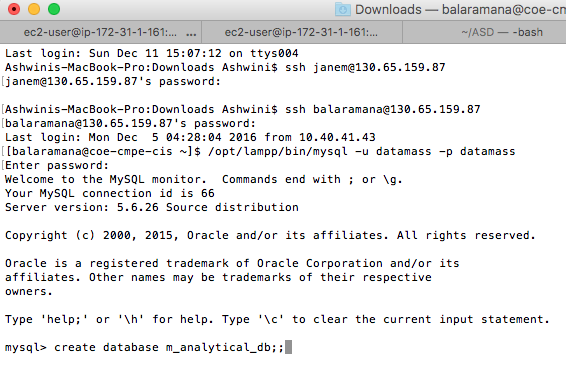 Downloads — balaramana@coe-cmp
ec2-user@ip-172-31-1-161:... ...
ec2-user@ip-172-31-1-161:...
~/ASD — -bash
Last login: Sun Dec 11 15:07:12 on ttys004
Ashwinis-MacBook-Pro:Downloads Ashwini$ ssh janem@130.65.159.87
[janem@130.65.159.87's password:
Ashwinis-MacBook-Pro:Downloads Ashwini$ ssh balaramana@130.65.159.87
[balaramana@130.65.159.87's password:
Last login: Mon Dec  5 04:28:04 2016 from 10.40.41.43
[[balaramana@coe-cmpe-cis ~]$ /opt/lampp/bin/mysql -u datamass -p datamass
[Enter password:
Welcome to the MySQL monitor.  Commands end with ; or \g.
Your MySQL connection id is 66
Server version: 5.6.26 Source distribution
Copyright (c) 2000, 2015, Oracle and/or its affiliates. All rights reserved.
Oracle is a registered trademark of Oracle Corporation and/or its
affiliates. Other names may be trademarks of their respective
owners.
Type 'help;' or '\h' for help. Type '\c' to clear the current input statement.
mysql> create database m_analytical_db;;